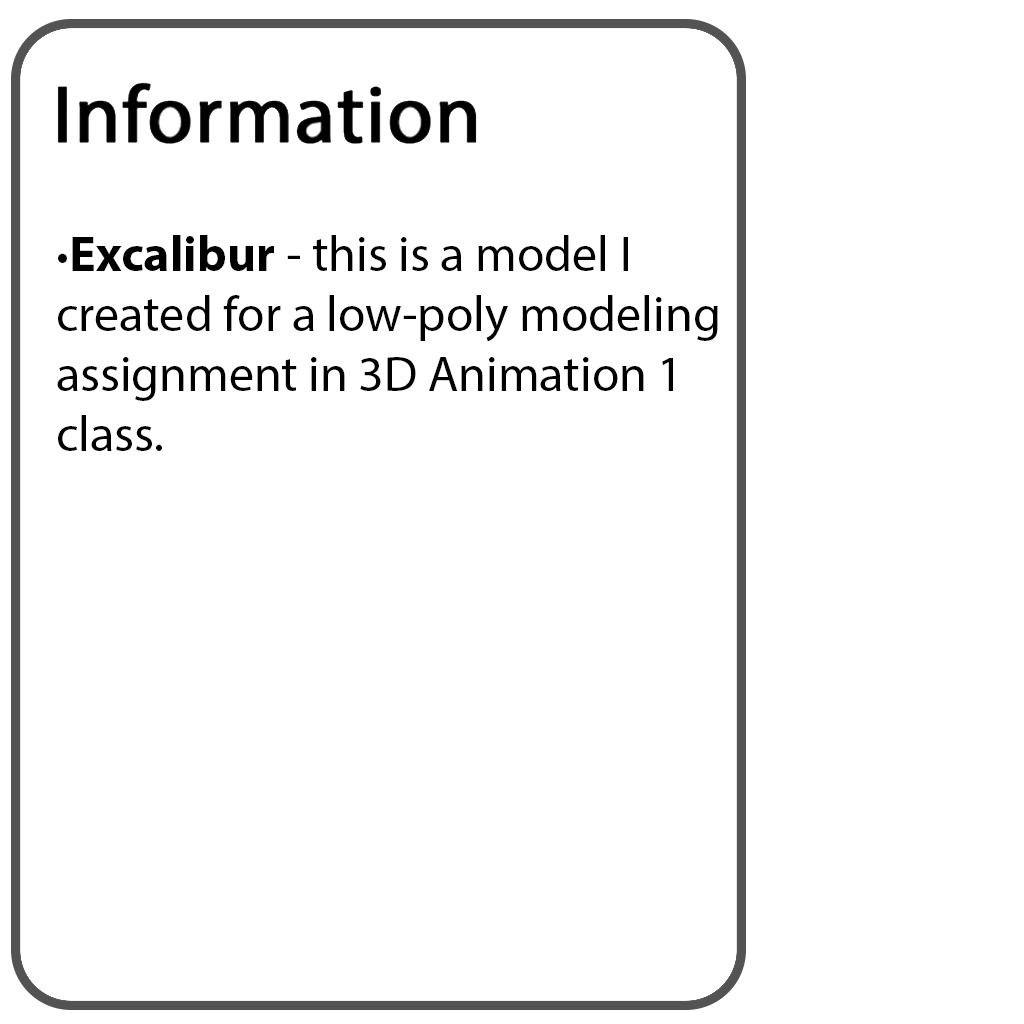 Information
•Excalibur - this is a model I
created for a low-poly modeling
assignment in 3D Animation 1
class.